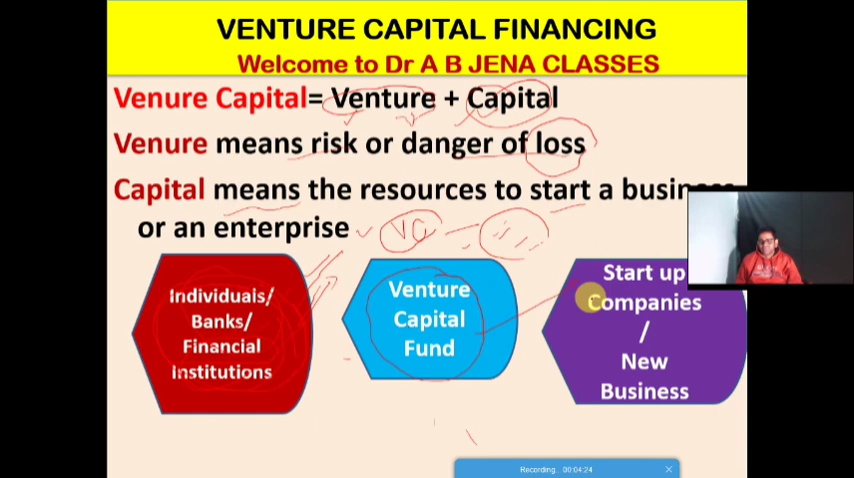 VENTURE CAPITAL FINANCING
Welcome to Dr A B JENA CLASSES
Venure Capital= Venture + Capital
Venure means risk or danger of loss
Capital means the resources to start a business
or an enterprise
VC
Individuals/
Banks/
Financial
Institutions
Venture
Capital
Fund
Start up
Companies
/
New
Business
Recording... 00:04:24